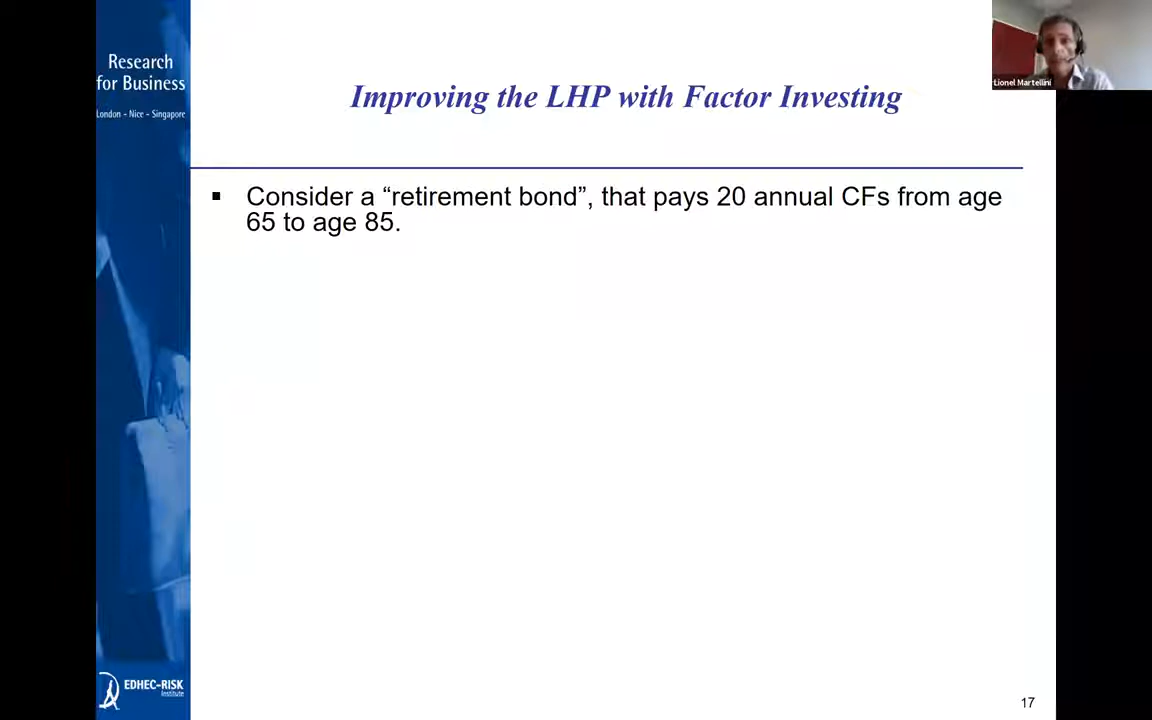 Research
for Business
London - Nice - Singapore
Lionel Martellini
Improving the LHP with Factor Investing
▪ Consider a “retirement bond”, that pays 20 annual CFs from age
65 to age 85.
EDHEC-RISK
Institute
17